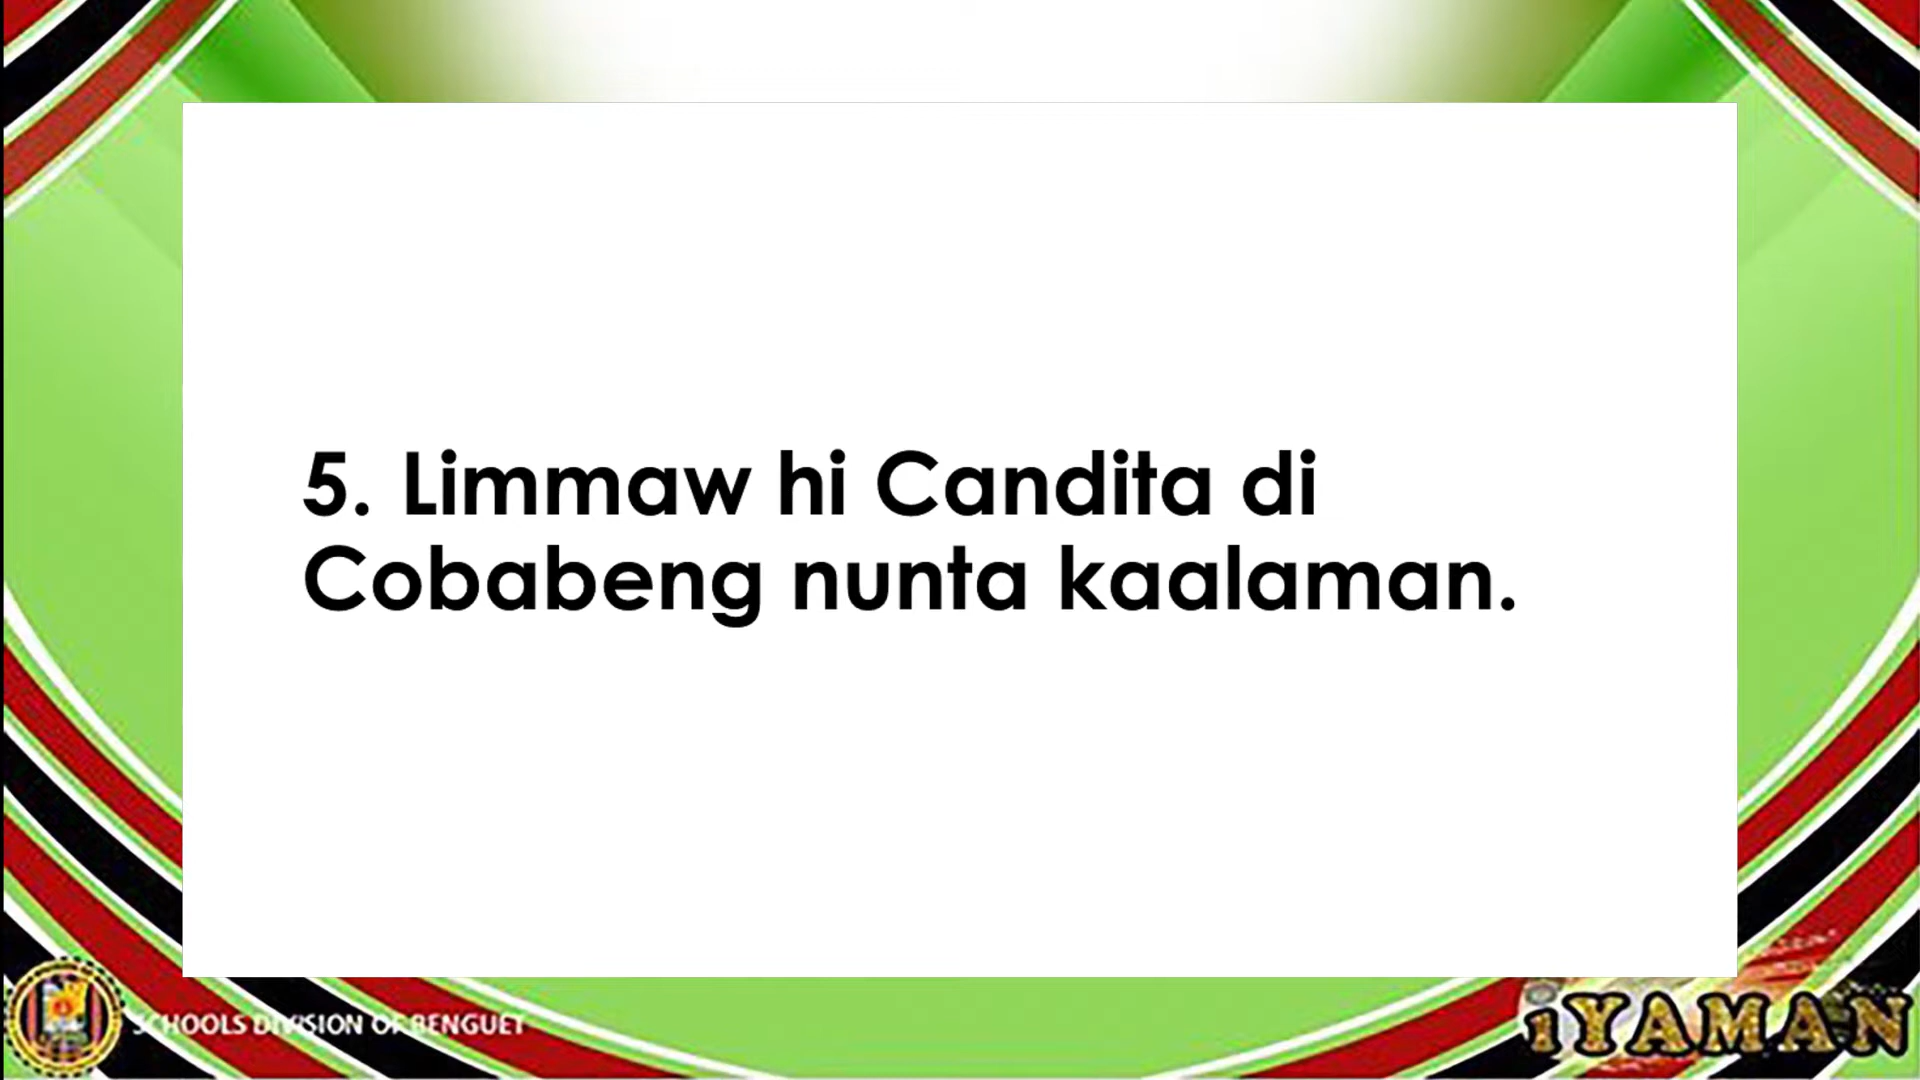 5. Limmaw hi Candita di
Cobabeng nunta kaalaman.
SCHOOLS DIVISION OF BENGUET
iYAMAN